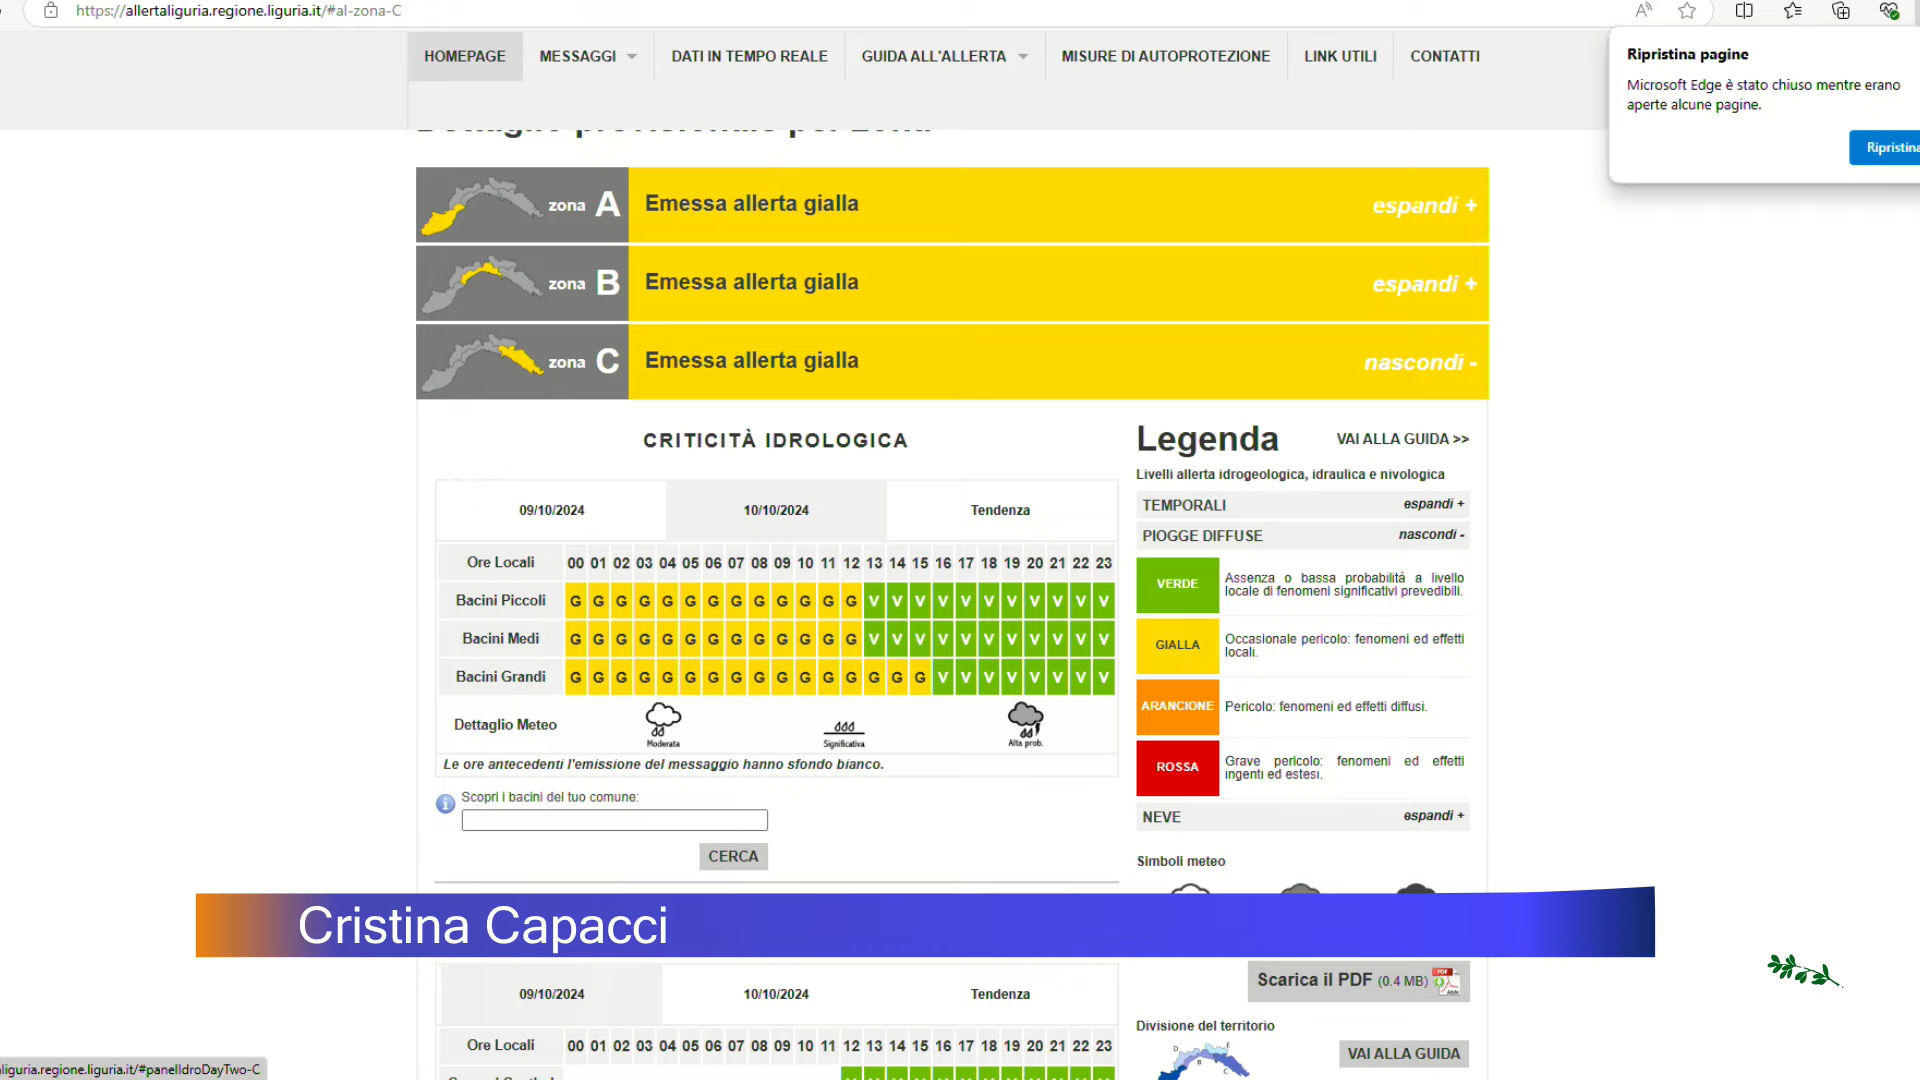 https://allertaliguria.regione.liguria.it/#al-zona-C
HOMEPAGE MESSAGGI DATI IN TEMPO REALE GUIDA ALL'ALLERTA MISURE DI AUTOPROTEZIONE LINK UTILI CONTATTI
Ripristina pagine
Microsoft Edge è stato chiuso mentre erano
aperte alcune pagine.
Ripristina
zona A Emessa allerta gialla espandi +
zona B Emessa allerta gialla espandi +
zona C Emessa allerta gialla nascondi -
CRITICITÀ IDROLOGICA
09/10/2024 10/10/2024 Tendenza
Ore Locali 00 01 02 03 04 05 06 07 08 09 10 11 12 13 14 15 16 17 18 19 20 21 22 23
Bacini Piccoli G G G G G G G G G G G G G V V V V V V V V V V V
Bacini Medi G G G G G G G G G G G G G V V V V V V V V V V V
Bacini Grandi G G G G G G G G G G G G G G G G V V V V V V V V
Dettaglio Meteo Moderata Significativa Alta prob.
Le ore antecedenti l'emissione del messaggio hanno sfondo bianco.
Scopri i bacini del tuo comune:
CERCA
Legenda VAI ALLA GUIDA >>
Livelli allerta idrogeologica, idraulica e nivologica
TEMPORALI espandi +
PIOGGE DIFFUSE nascondi -
VERDE Assenza o bassa probabilità a livello
locale di fenomeni significativi prevedibili.
GIALLA Occasionale pericolo: fenomeni ed effetti
locali.
ARANCIONE Pericolo: fenomeni ed effetti diffusi.
ROSSA Grave pericolo: fenomeni ed effetti
ingenti ed estesi.
NEVE espandi +
Simboli meteo
Cristina Capacci
09/10/2024 10/10/2024 Tendenza
Ore Locali 00 01 02 03 04 05 06 07 08 09 10 11 12 13 14 15 16 17 18 19 20 21 22 23
Scarica il PDF (0.4 MB)
Divisione del territorio
VAI ALLA GUIDA
liguria.regione.liguria.it/#panelIdroDayTwo-C